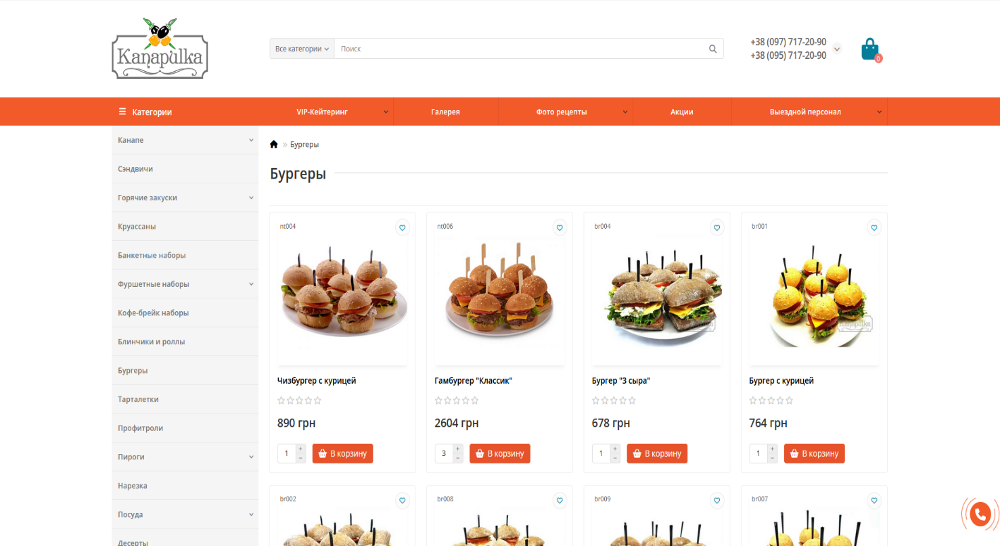 Kanapulka
Все категории
Поиск
+38 (097) 717-20-90
+38 (095) 717-20-90
0
Категории
VIP-Кейтеринг
Галерея
Фото рецепты
Акции
Выездной персонал
Канапе
Сэндвичи
Горячие закуски
Круассаны
Банкетные наборы
Фуршетные наборы
Кофе-брейк наборы
Блинчики и роллы
Бургеры
Тарталетки
Профитроли
Пироги
Нарезка
Посуда
Десерты
» Бургеры
Бургеры
nt004
Чизбургер с курицей
890 грн
1 + −
В корзину
nt006
Гамбургер "Классик"
2604 грн
3 + −
В корзину
br004
Бургер "3 сыра"
678 грн
1 + −
В корзину
br001
Kanapulka
Бургер с курицей
764 грн
1 + −
В корзину
br002
br008
br009
br007